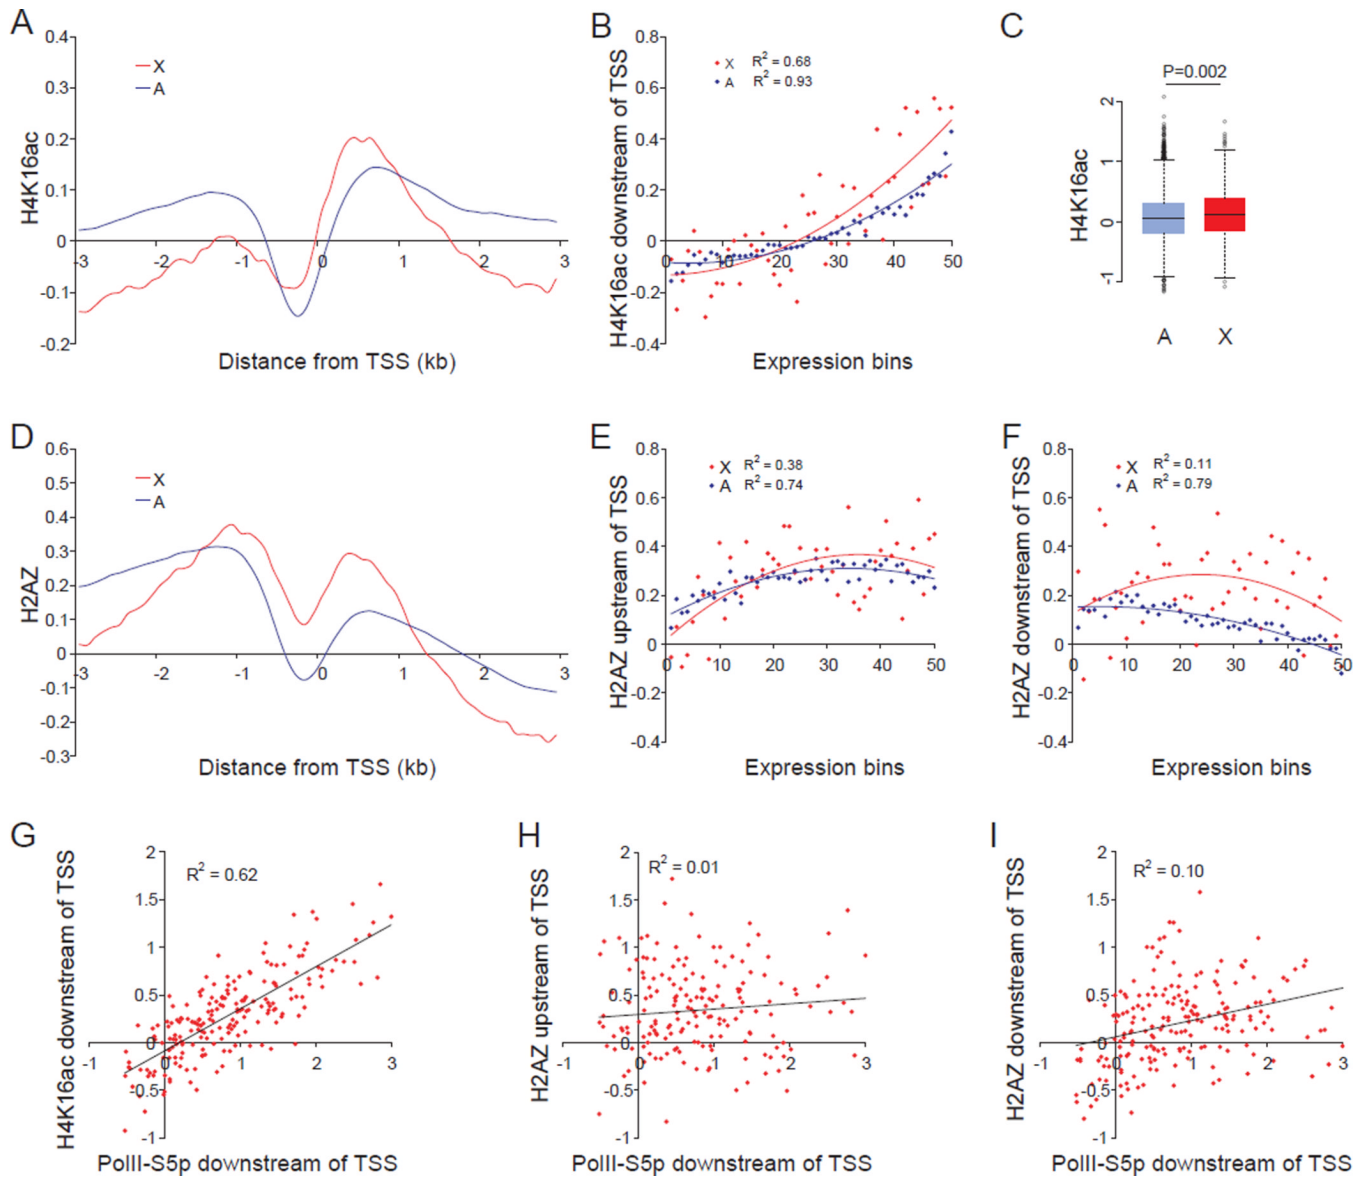 A
H4K16ac
0.4
0.3
0.2
0.1
0
-0.1
-0.2
X
A
-3 -2 -1 0 1 2 3
Distance from TSS (kb)
B
H4K16ac downstream of TSS
0.8
0.6
0.4
0.2
0
-0.2
-0.4
X R² = 0.68
A R² = 0.93
0 10 20 30 40 50
Expression bins
C
P=0.002
H4K16ac
2
1
0
-1
A X
D
H2AZ
0.6
0.5
0.4
0.3
0.2
0.1
0
-0.1
-0.2
-0.3
X
A
-3 -2 -1 0 1 2 3
Distance from TSS (kb)
E
H2AZ upstream of TSS
0.8
0.6
0.4
0.2
0
-0.2
-0.4
X R² = 0.38
A R² = 0.74
0 10 20 30 40 50
Expression bins
F
H2AZ downstream of TSS
0.8
0.6
0.4
0.2
0
-0.2
-0.4
X R² = 0.11
A R² = 0.79
0 10 20 30 40 50
Expression bins
G
H4K16ac downstream of TSS
2
1.5
1
0.5
0
-0.5
-1
R² = 0.62
-1 0 1 2 3
PolII-S5p downstream of TSS
H
H2AZ upstream of TSS
2
1.5
1
0.5
0
-0.5
-1
R² = 0.01
-1 0 1 2 3
PolII-S5p downstream of TSS
I
H2AZ downstream of TSS
2
1.5
1
0.5
0
-0.5
-1
R² = 0.10
-1 0 1 2 3
PolII-S5p downstream of TSS